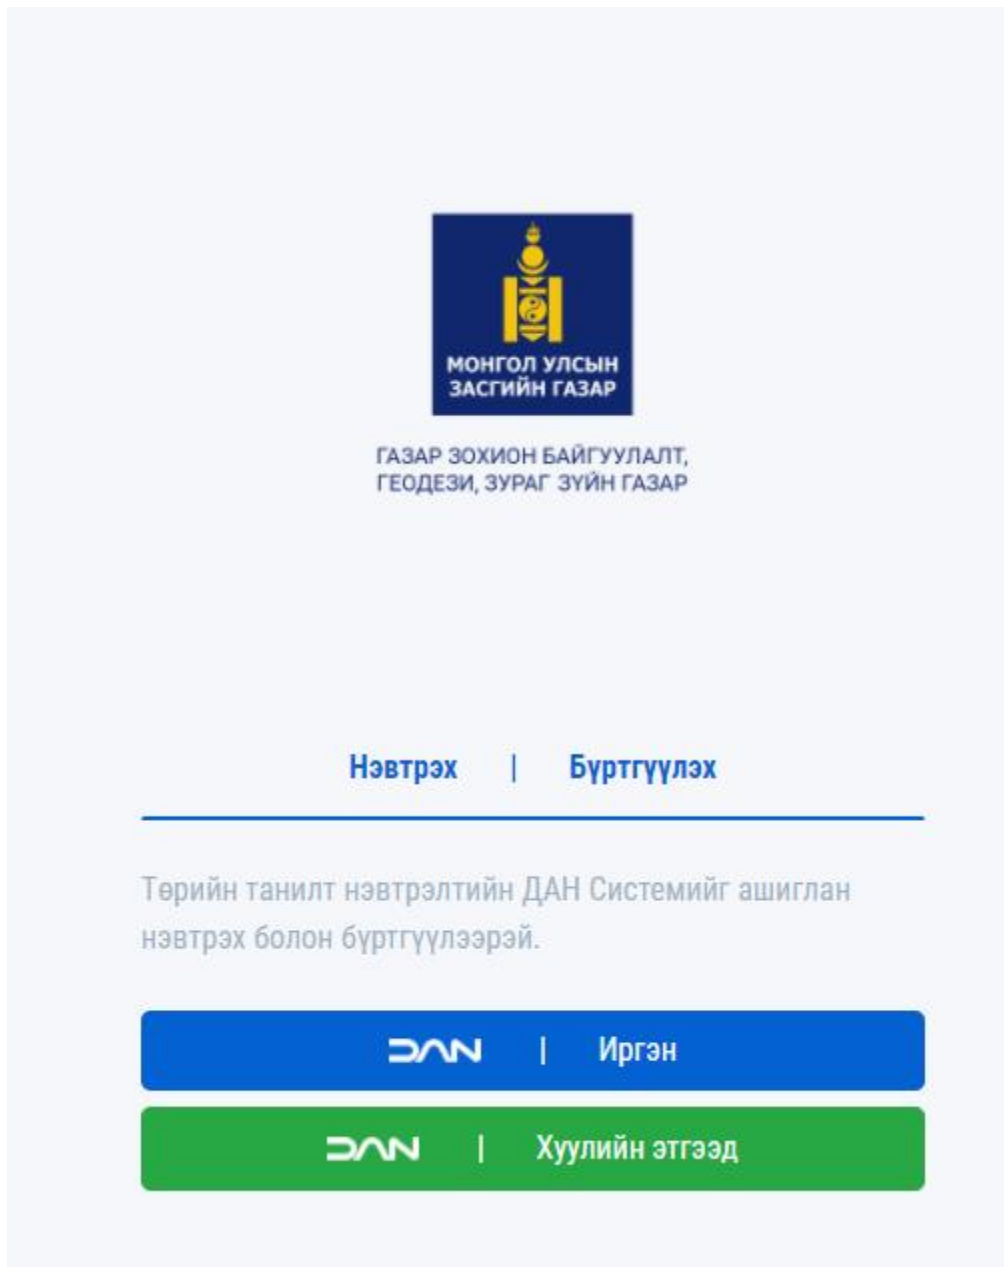 МОНГОЛ УЛСЫН
ЗАСГИЙН ГАЗАР
ГАЗАР ЗОХИОН БАЙГУУЛАЛТ,
ГЕОДЕЗИ, ЗУРАГ ЗҮЙН ГАЗАР
Нэвтрэх | Бүртгүүлэх
Төрийн танилт нэвтрэлтийн ДАН Системийг ашиглан
нэвтрэх болон бүртгүүлээрэй.
DAN | Иргэн
DAN | Хуулийн этгээд